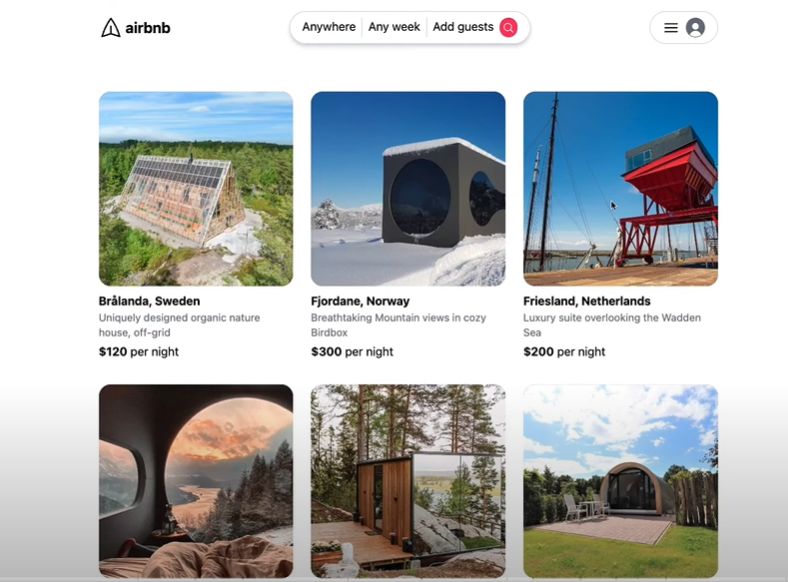 airbnb
Anywhere
Any week
Add guests
Brålanda, Sweden
Uniquely designed organic nature
house, off-grid
$120 per night
Fjordane, Norway
Breathtaking Mountain views in cozy
Birdbox
$300 per night
Friesland, Netherlands
Luxury suite overlooking the Wadden
Sea
$200 per night